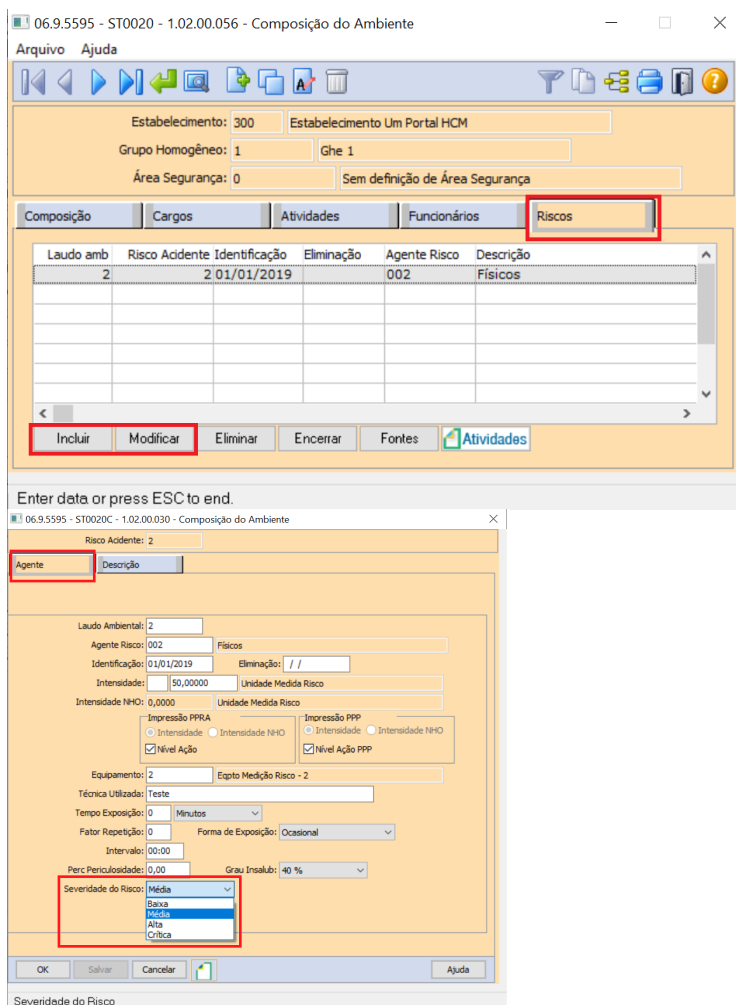 06.9.5595 - ST0020 - 1.02.00.056 - Composição do Ambiente
Arquivo Ajuda
Estabelecimento: 300 Estabelecimento Um Portal HCM
Grupo Homogêneo: 1 Ghe 1
Área Segurança: 0 Sem definição de Área Segurança
Composição Cargos Atividades Funcionários Riscos
Laudo amb Risco Acidente Identificação Eliminação Agente Risco Descrição
2 2 01/01/2019 002 Físicos
Incluir Modificar Eliminar Encerrar Fontes Atividades
Enter data or press ESC to end.
06.9.5595 - ST0020C - 1.02.00.030 - Composição do Ambiente
Risco Acidente: 2
Agente Descrição
Laudo Ambiental: 2
Agente Risco: 002 Físicos
Identificação: 01/01/2019 Eliminação: / /
Intensidade: 50,00000 Unidade Medida Risco
Intensidade NHO: 0,0000 Unidade Medida Risco
Impressão PPRA Impressão PPP
Intensidade Intensidade NHO Intensidade Intensidade NHO
Nível Ação Nível Ação PPP
Equipamento: 2 Eqpto Medição Risco - 2
Técnica Utilizada: Teste
Tempo Exposição: 0 Minutos
Fator Repetição: 0 Forma de Exposição: Ocasional
Intervalo: 00:00
Perc Periculosidade: 0,00 Grau Insalub: 40 %
Severidade do Risco: Média
Baixa
Média
Alta
Crítica
OK Salvar Cancelar Ajuda
Severidade do Risco